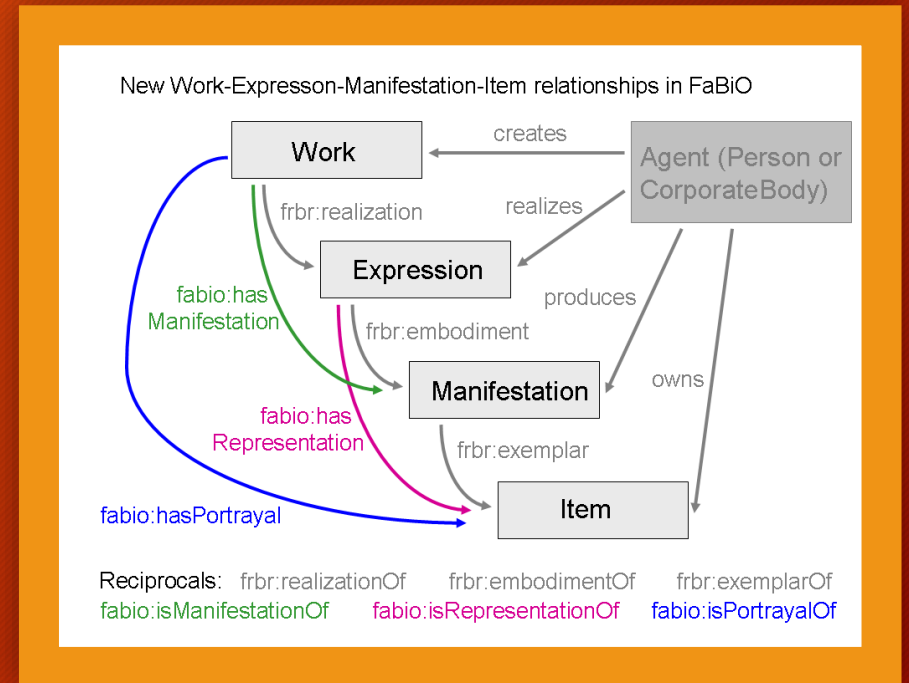 New Work-Expresson-Manifestation-Item relationships in FaBiO
creates
Work
Agent (Person or
CorporateBody)
frbr:realization
realizes
Expression
fabio:has
Manifestation
produces
frbr:embodiment
Manifestation
owns
fabio:has
Representation
frbr:exemplar
Item
fabio:hasPortrayal
Reciprocals: frbr:realizationOf frbr:embodimentOf frbr:exemplarOf
fabio:isManifestationOf fabio:isRepresentationOf fabio:isPortrayalOf